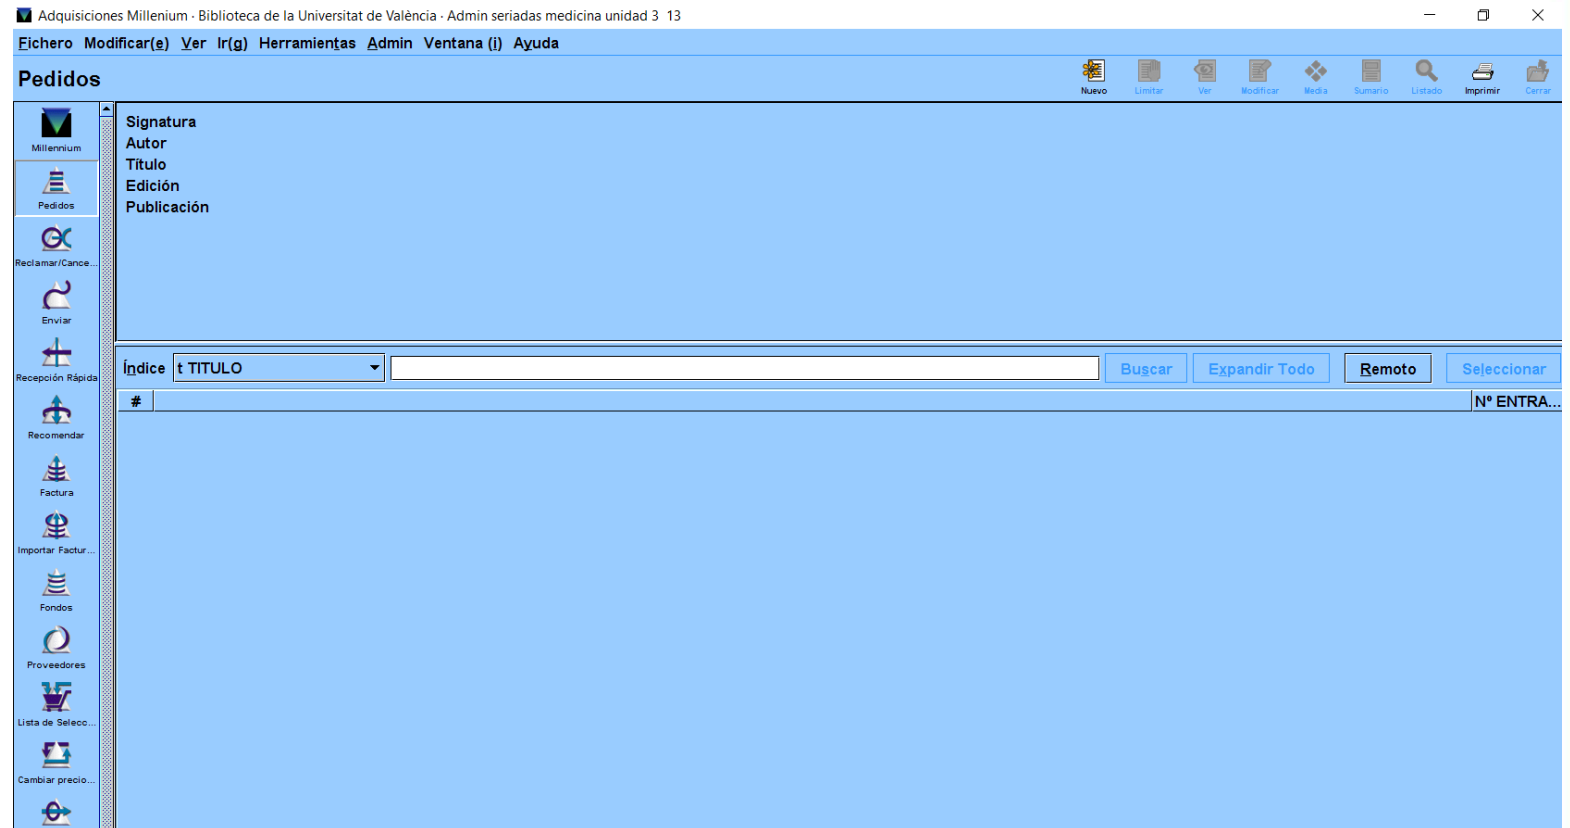 Adquisiciones Millenium · Biblioteca de la Universitat de València · Admin seriadas medicina unidad 3 13
Fichero Modificar(e) Ver Ir(g) Herramientas Admin Ventana (i) Ayuda
Pedidos
Nuevo Limitar Ver Modificar Media Sumario Listado Imprimir Cerrar
Millennium
Pedidos
Reclamar/Cance...
Enviar
Recepción Rápida
Recomendar
Factura
Importar Factur...
Fondos
Proveedores
Lista de Selecc...
Cambiar precio...
Signatura
Autor
Título
Edición
Publicación
Índice t TITULO Buscar Expandir Todo Remoto Seleccionar
# Nº ENTRA...